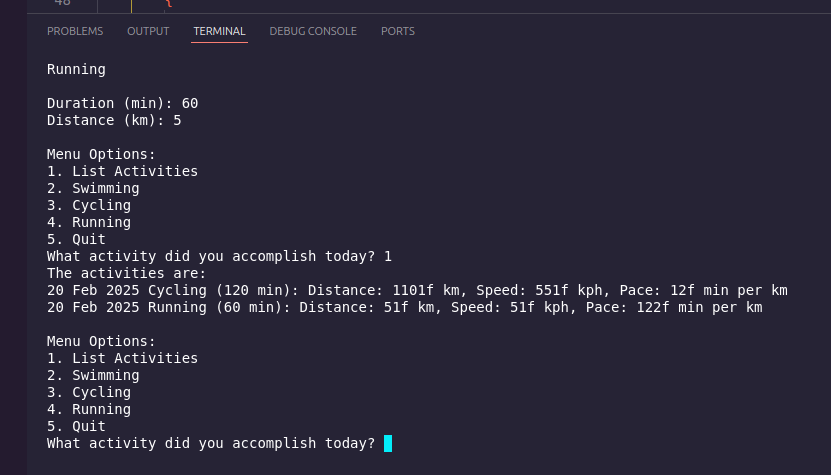 48 {
PROBLEMS OUTPUT TERMINAL DEBUG CONSOLE PORTS
Running
Duration (min): 60
Distance (km): 5
Menu Options:
1. List Activities
2. Swimming
3. Cycling
4. Running
5. Quit
What activity did you accomplish today? 1
The activities are:
20 Feb 2025 Cycling (120 min): Distance: 1101f km, Speed: 551f kph, Pace: 12f min per km
20 Feb 2025 Running (60 min): Distance: 51f km, Speed: 51f kph, Pace: 122f min per km
Menu Options:
1. List Activities
2. Swimming
3. Cycling
4. Running
5. Quit
What activity did you accomplish today?